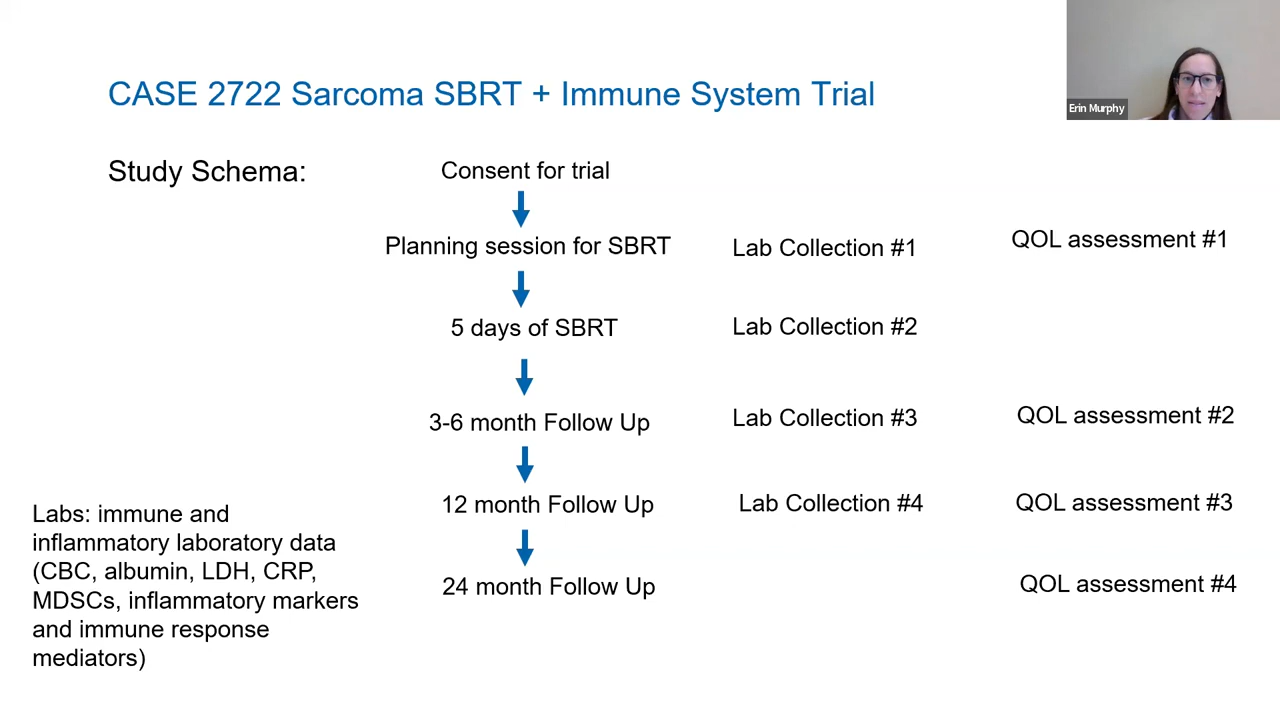 CASE 2722 Sarcoma SBRT + Immune System Trial
Erin Murphy
Study Schema:
Consent for trial
Planning session for SBRT
Lab Collection #1
QOL assessment #1
5 days of SBRT
Lab Collection #2
3-6 month Follow Up
Lab Collection #3
QOL assessment #2
12 month Follow Up
Lab Collection #4
QOL assessment #3
24 month Follow Up
QOL assessment #4
Labs: immune and
inflammatory laboratory data
(CBC, albumin, LDH, CRP,
MDSCs, inflammatory markers
and immune response
mediators)